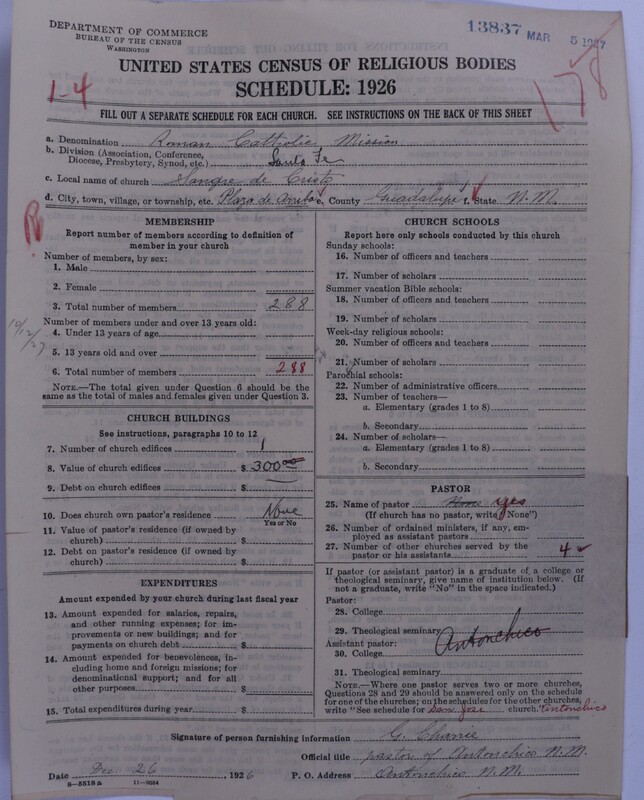 DEPARTMENT OF COMMERCE
BUREAU OF THE CENSUS
WASHINGTON
13837 MAR 5 1927
178
UNITED STATES CENSUS OF RELIGIOUS BODIES
SCHEDULE: 1926
1-4
FILL OUT A SEPARATE SCHEDULE FOR EACH CHURCH. SEE INSTRUCTIONS ON THE BACK OF THIS SHEET
a. Denomination Roman Catholic Mission
b. Division (Association, Conference, Diocese, Presbytery, Synod, etc.) Santa Fe
c. Local name of church Sangre de Cristo
d. City, town, village, or township, etc. Plaza de e. County Guadalupe f. State N.M.
R
MEMBERSHIP
Report number of members according to definition of
member in your church
Number of members, by sex:
1. Male
2. Female
3. Total number of members 288
Number of members under and over 13 years old:
10/12/27
4. Under 13 years of age
5. 13 years old and over
6. Total number of members 288
NOTE.—The total given under Question 6 should be
same as the total of males and females given under Question 3.
CHURCH BUILDINGS
See instructions, paragraphs 10 to 12
7. Number of church edifices 1
8. Value of church edifices $ 300.00
9. Debt on church edifices $
10. Does church own pastor's residence None
Yes or No
11. Value of pastor's residence (if owned by
church) $
12. Debt on pastor's residence (if owned by
church) $
EXPENDITURES
Amount expended by your church during last fiscal year
13. Amount expended for salaries, repairs,
and other running expenses; for im-
provements or new buildings; and for
payments on church debt $
14. Amount expended for benevolences, in-
cluding home and foreign missions; for
denominational support; and for all
other purposes $
15. Total expenditures during year $
CHURCH SCHOOLS
Report here only schools conducted by this church
Sunday schools:
16. Number of officers and teachers
17. Number of scholars
Summer vacation Bible schools:
18. Number of officers and teachers
19. Number of scholars
Week-day religious schools:
20. Number of officers and teachers
21. Number of scholars
Parochial schools:
22. Number of administrative officers
23. Number of teachers—
a. Elementary (grades 1 to 8)
b. Secondary
24. Number of scholars—
a. Elementary (grades 1 to 8)
b. Secondary
PASTOR
25. Name of pastor None yes
(If church has no pastor, write "None")
26. Number of ordained ministers, if any, em-
ployed as assistant pastors
27. Number of other churches served by the
pastor or his assistants 4
If pastor (or assistant pastor) is a graduate of a college or
theological seminary, give name of institution below. (If
not a graduate, write "No" in the space indicated.)
Pastor:
28. College
29. Theological seminary
Antonchico
Assistant pastor:
30. College
31. Theological seminary
NOTE.—Where one pastor serves two or more churches,
Questions 28 and 29 should be answered only on the schedule
for one of the churches; on the schedules for the other churches,
write "See schedule for San Jose church." Antonchico
Signature of person furnishing information G.
Official title pastor of Antonchico N.M.
Date Dec 26, 1926 P. O. Address Antonchico N.M.
8-5518a 11-9084